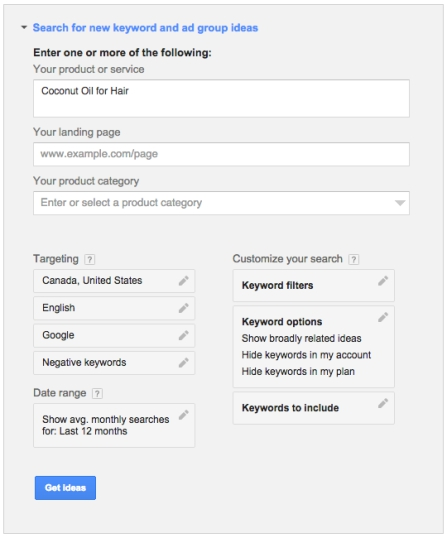 Search for new keyword and ad group ideas
Enter one or more of the following:
Your product or service
Coconut Oil for Hair
Your landing page
www.example.com/page
Your product category
Enter or select a product category
Targeting ?
Canada, United States
English
Google
Negative keywords
Date range ?
Show avg. monthly searches
for: Last 12 months
Customize your search ?
Keyword filters
Keyword options
Show broadly related ideas
Hide keywords in my account
Hide keywords in my plan
Keywords to include
Get Ideas